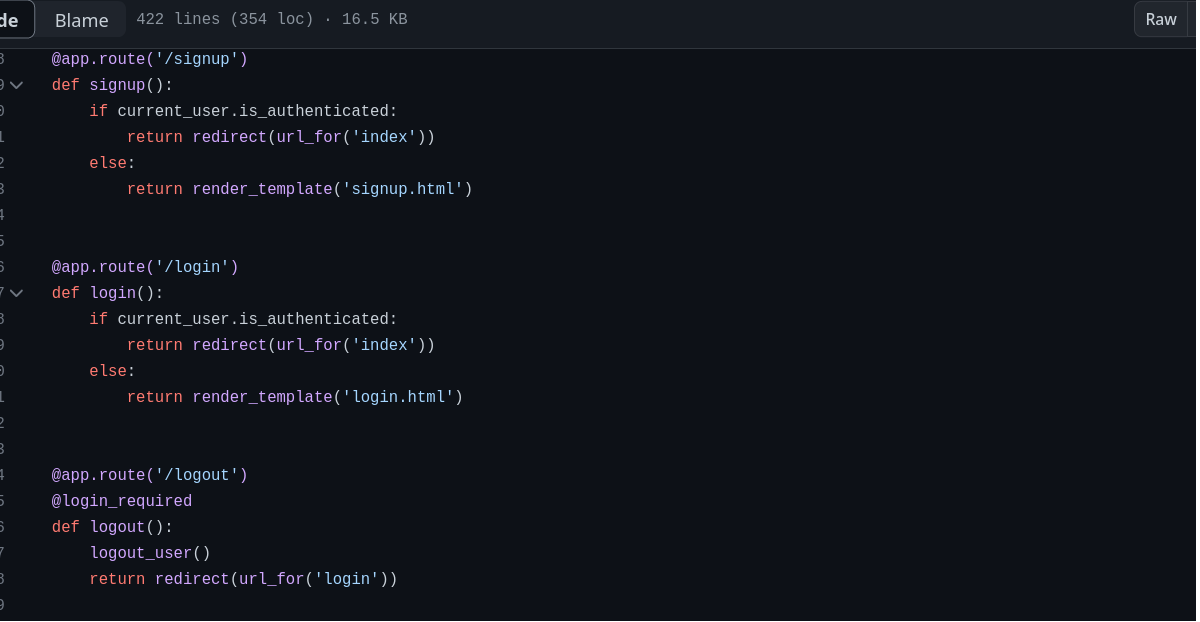 de Blame 422 lines (354 loc) · 16.5 KB Raw
8 @app.route('/signup')
9 def signup():
0 if current_user.is_authenticated:
1 return redirect(url_for('index'))
2 else:
3 return render_template('signup.html')
4
5
6 @app.route('/login')
7 def login():
8 if current_user.is_authenticated:
9 return redirect(url_for('index'))
0 else:
1 return render_template('login.html')
2
3
4 @app.route('/logout')
5 @login_required
6 def logout():
7 logout_user()
8 return redirect(url_for('login'))
9